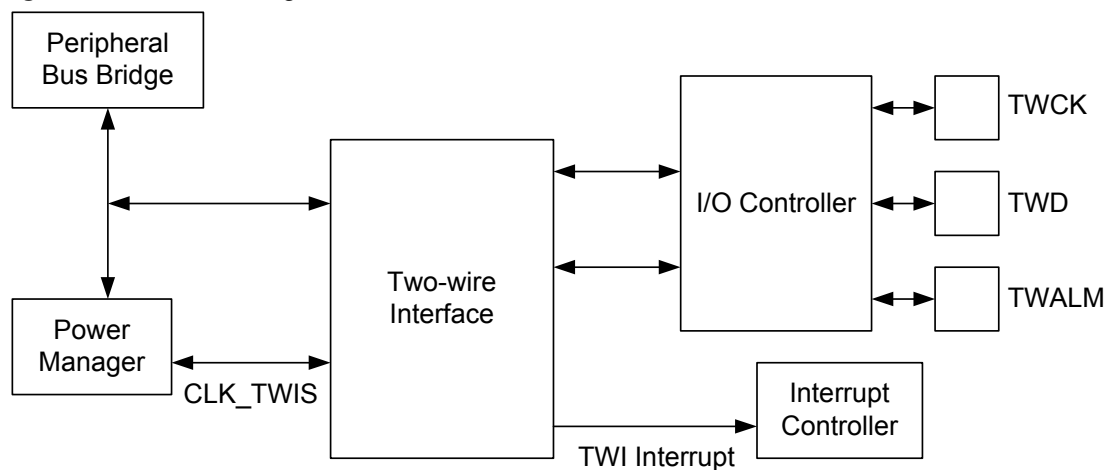 Peripheral
Bus Bridge
TWCK
I/O Controller
TWD
Two-wire
Interface
TWALM
Power
Manager
CLK_TWIS
Interrupt
Controller
TWI Interrupt